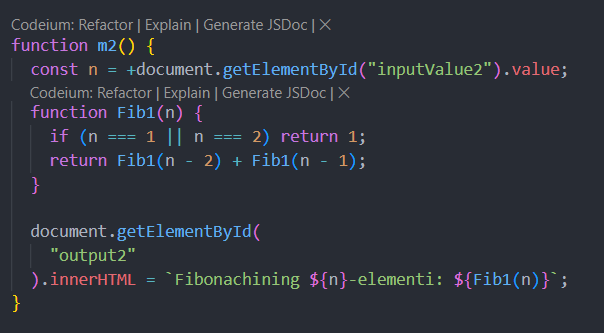 Codeium: Refactor | Explain | Generate JSDoc | ×
function m2() {
  const n = +document.getElementById("inputValue2").value;
  Codeium: Refactor | Explain | Generate JSDoc | ×
  function Fib1(n) {
    if (n === 1 || n === 2) return 1;
    return Fib1(n - 2) + Fib1(n - 1);
  }

  document.getElementById(
    "output2"
  ).innerHTML = `Fibonachining ${n}-elementi: ${Fib1(n)}`;
}